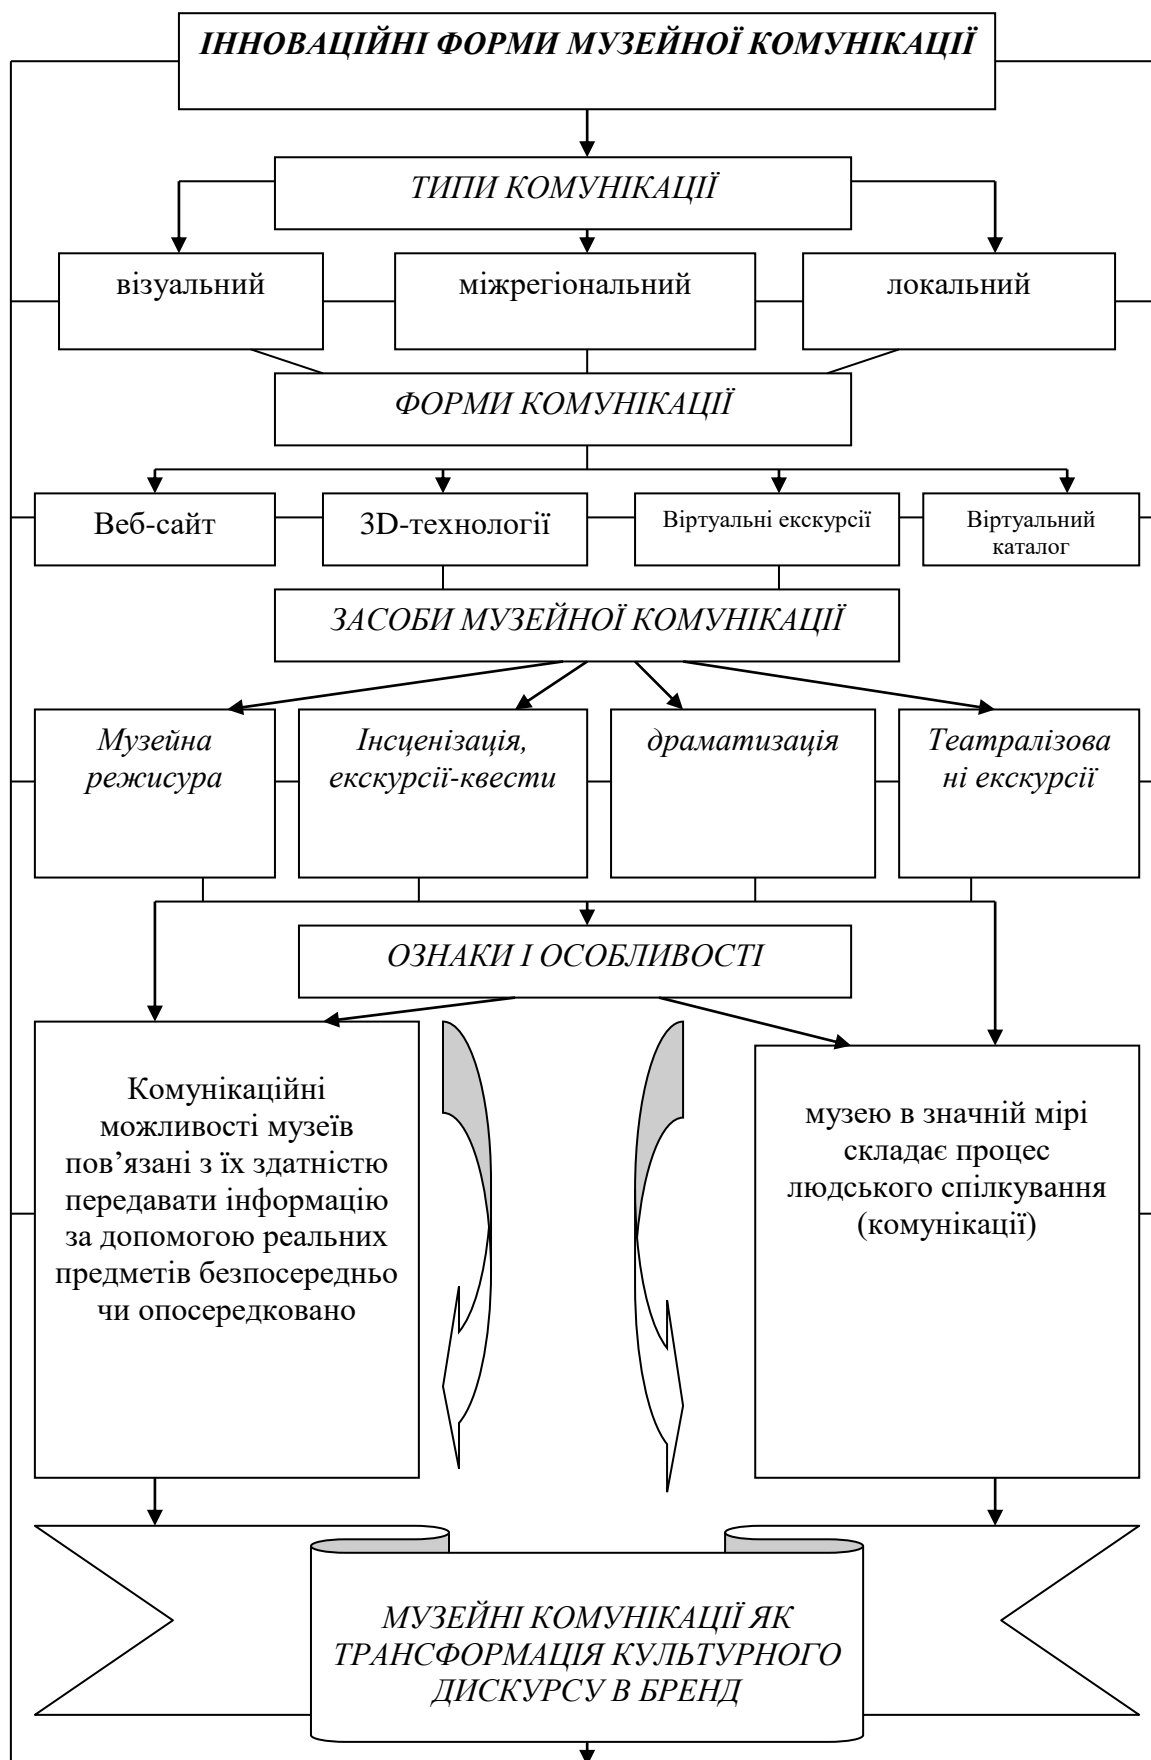 ІННОВАЦІЙНІ ФОРМИ МУЗЕЙНОЇ КОМУНІКАЦІЇ
ТИПИ КОМУНІКАЦІЇ
візуальний
міжрегіональний
локальний
ФОРМИ КОМУНІКАЦІЇ
Веб-сайт
3D-технології
Віртуальні екскурсії
Віртуальний
каталог
ЗАСОБИ МУЗЕЙНОЇ КОМУНІКАЦІЇ
Музейна
режисура
Інсценізація,
екскурсії-квести
драматизація
Театралізова
ні екскурсії
ОЗНАКИ І ОСОБЛИВОСТІ
Комунікаційні
можливості музеїв
пов’язані з їх здатністю
передавати інформацію
за допомогою реальних
предметів безпосередньо
чи опосередковано
музею в значній мірі
складає процес
людського спілкування
(комунікації)
МУЗЕЙНІ КОМУНІКАЦІЇ ЯК
ТРАНСФОРМАЦІЯ КУЛЬТУРНОГО
ДИСКУРСУ В БРЕНД